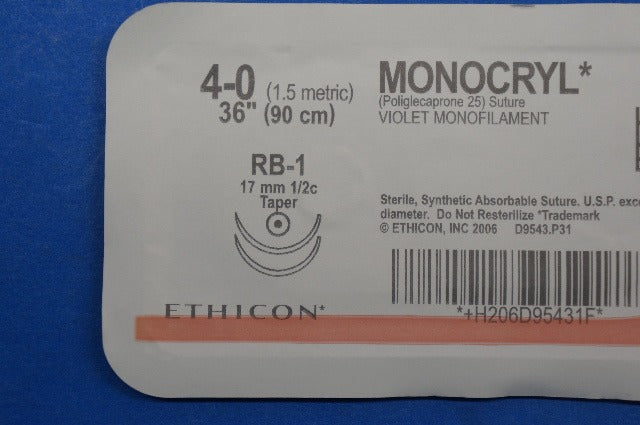 4-0 (1.5 metric)
36" (90 cm)
RB-1
17 mm 1/2c
Taper
ETHICON*
MONOCRYL*
(Poliglecaprone 25) Suture
VIOLET MONOFILAMENT
Sterile, Synthetic Absorbable Suture. U.S.P.
diameter. Do Not Resterilize *Trademark
© ETHICON, INC 2006 D9543.P31
*+H206D95431F*